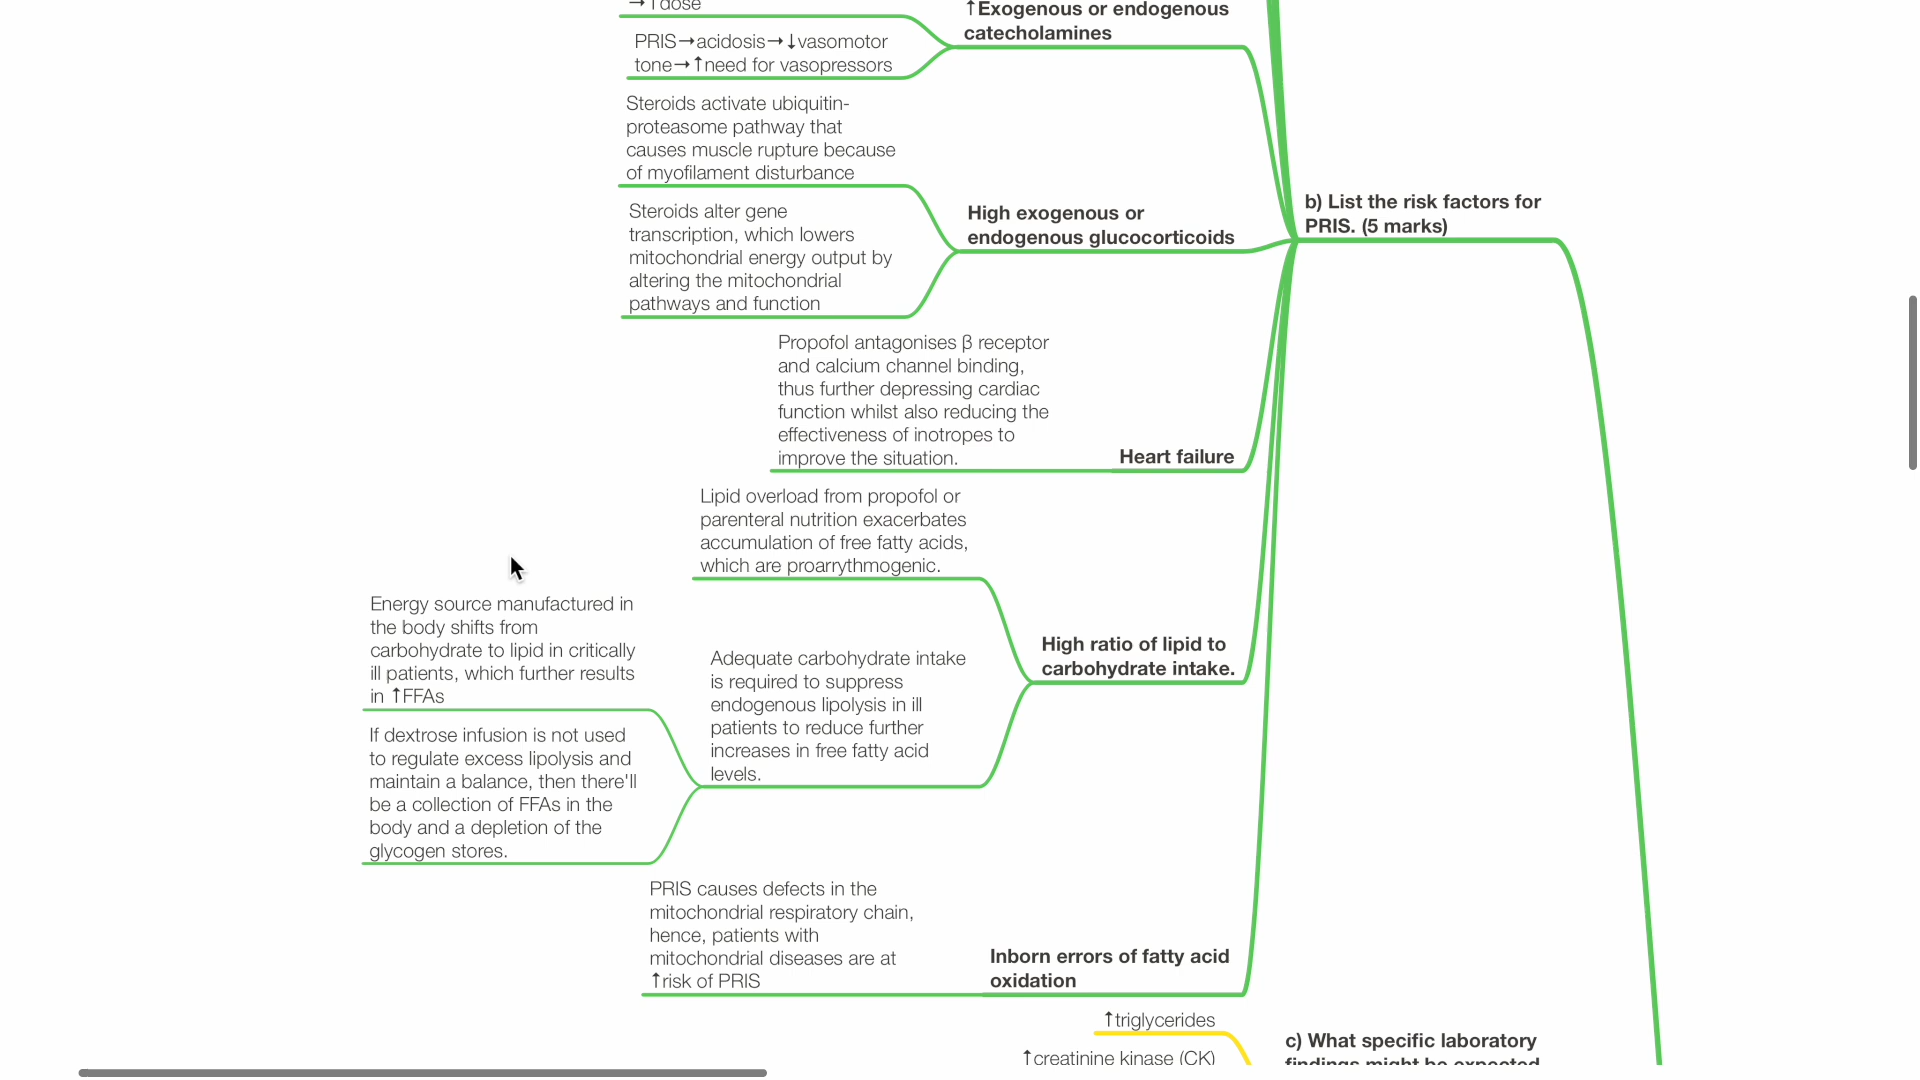 →↑dose
↑Exogenous or endogenous
catecholamines
PRIS→acidosis→↓vasomotor
tone→↑need for vasopressors
Steroids activate ubiquitin-
proteasome pathway that
causes muscle rupture because
of myofilament disturbance
Steroids alter gene
transcription, which lowers
mitochondrial energy output by
altering the mitochondrial
pathways and function
High exogenous or
endogenous glucocorticoids
b) List the risk factors for
PRIS. (5 marks)
Propofol antagonises β receptor
and calcium channel binding,
thus further depressing cardiac
function whilst also reducing the
effectiveness of inotropes to
improve the situation.
Heart failure
Lipid overload from propofol or
parenteral nutrition exacerbates
accumulation of free fatty acids,
which are proarrythmogenic.
Energy source manufactured in
the body shifts from
carbohydrate to lipid in critically
ill patients, which further results
in ↑FFAs
If dextrose infusion is not used
to regulate excess lipolysis and
maintain a balance, then there'll
be a collection of FFAs in the
body and a depletion of the
glycogen stores.
Adequate carbohydrate intake
is required to suppress
endogenous lipolysis in ill
patients to reduce further
increases in free fatty acid
levels.
High ratio of lipid to
carbohydrate intake.
PRIS causes defects in the
mitochondrial respiratory chain,
hence, patients with
mitochondrial diseases are at
↑risk of PRIS
Inborn errors of fatty acid
oxidation
↑triglycerides
↑creatinine kinase (CK)
c) What specific laboratory
findings might be expected